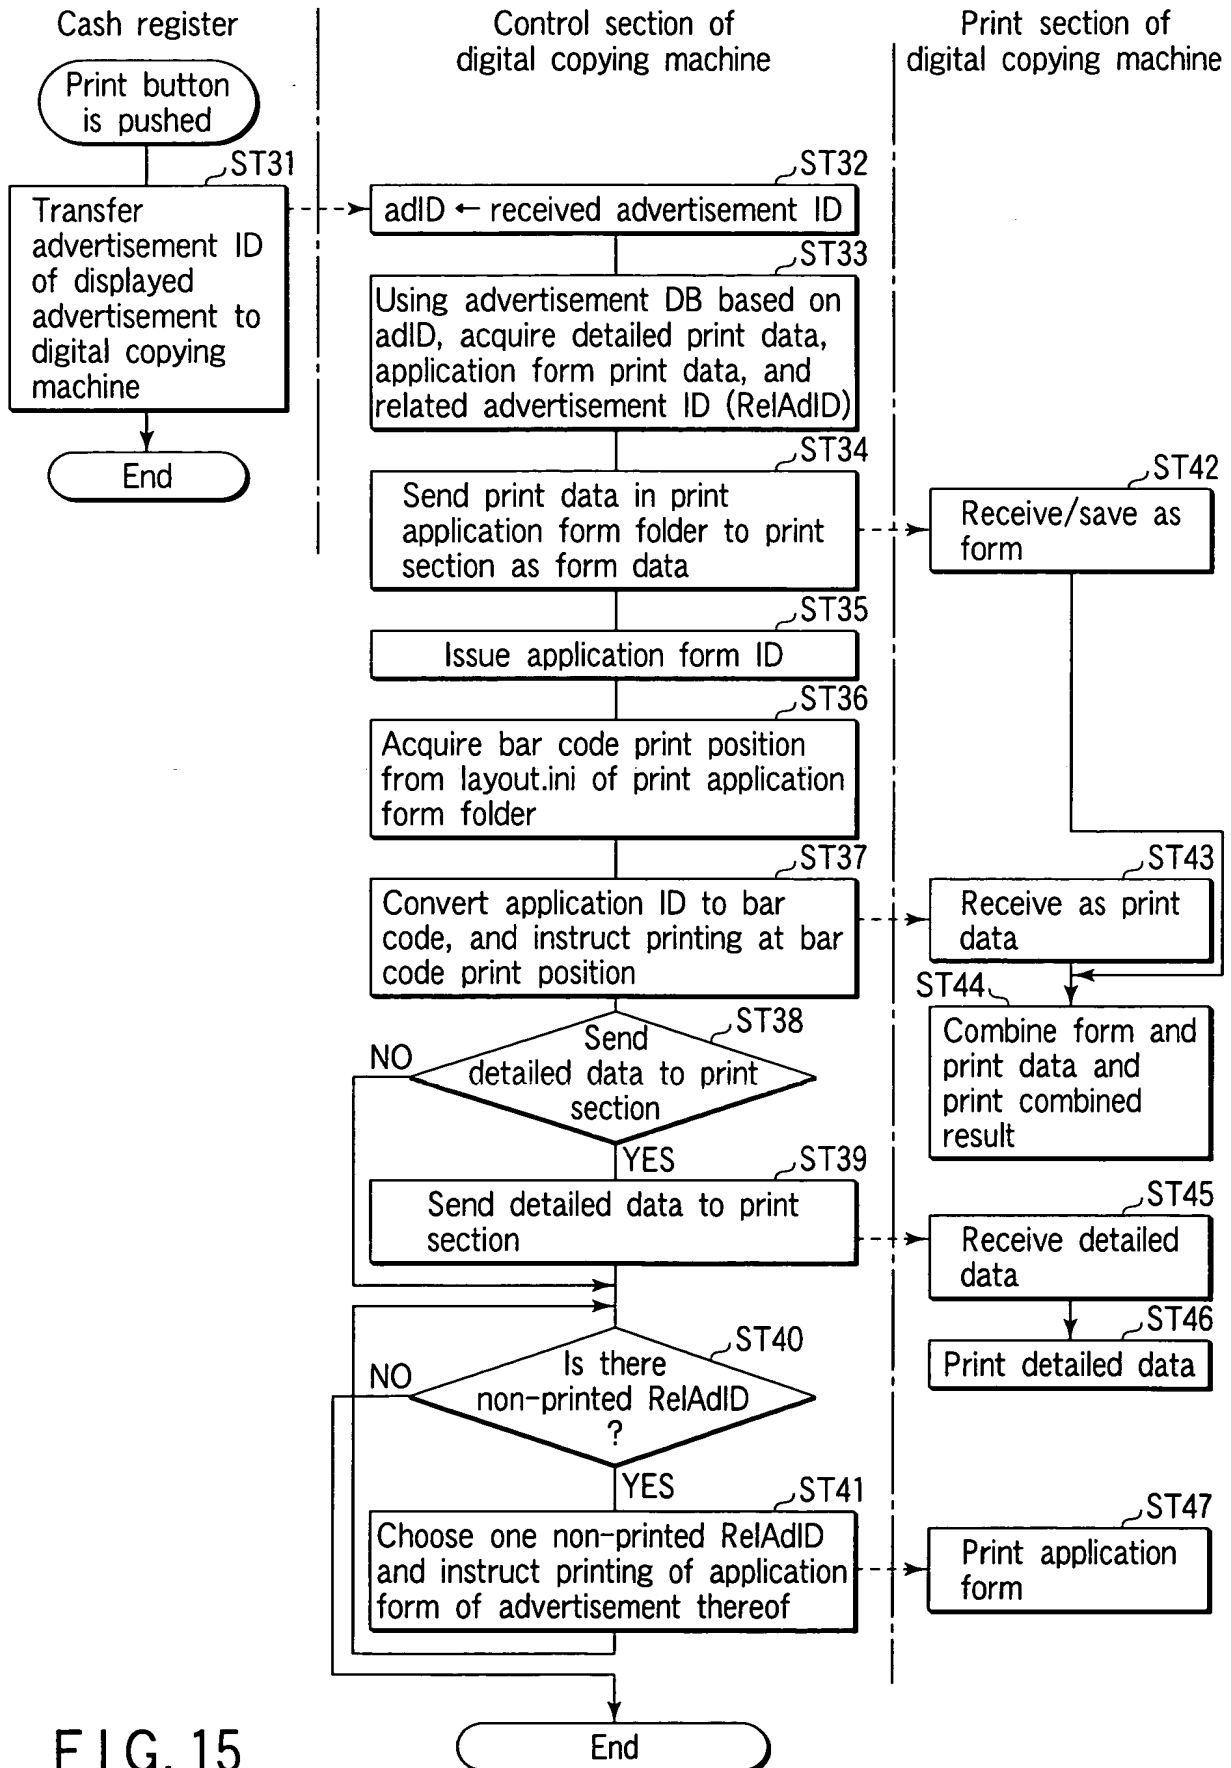 Cash register
Control section of
digital copying machine
Print section of
digital copying machine
Print button
is pushed
ST31
Transfer
advertisement ID
of displayed
advertisement to
digital copying
machine
End
ST32
adID ← received advertisement ID
ST33
Using advertisement DB based on
adID, acquire detailed print data,
application form print data, and
related advertisement ID (RelAdID)
ST34
Send print data in print
application form folder to print
section as form data
ST35
Issue application form ID
ST36
Acquire bar code print position
from layout.ini of print application
form folder
ST37
Convert application ID to bar
code, and instruct printing at bar
code print position
ST38
Send
detailed data to print
section
NO
YES
ST39
Send detailed data to print
section
ST40
Is there
non-printed RelAdID
?
NO
YES
ST41
Choose one non-printed RelAdID
and instruct printing of application
form of advertisement thereof
End
ST42
Receive/save as
form
ST43
Receive as print
data
ST44
Combine form and
print data and
print combined
result
ST45
Receive detailed
data
ST46
Print detailed data
ST47
Print application
form
FIG. 15